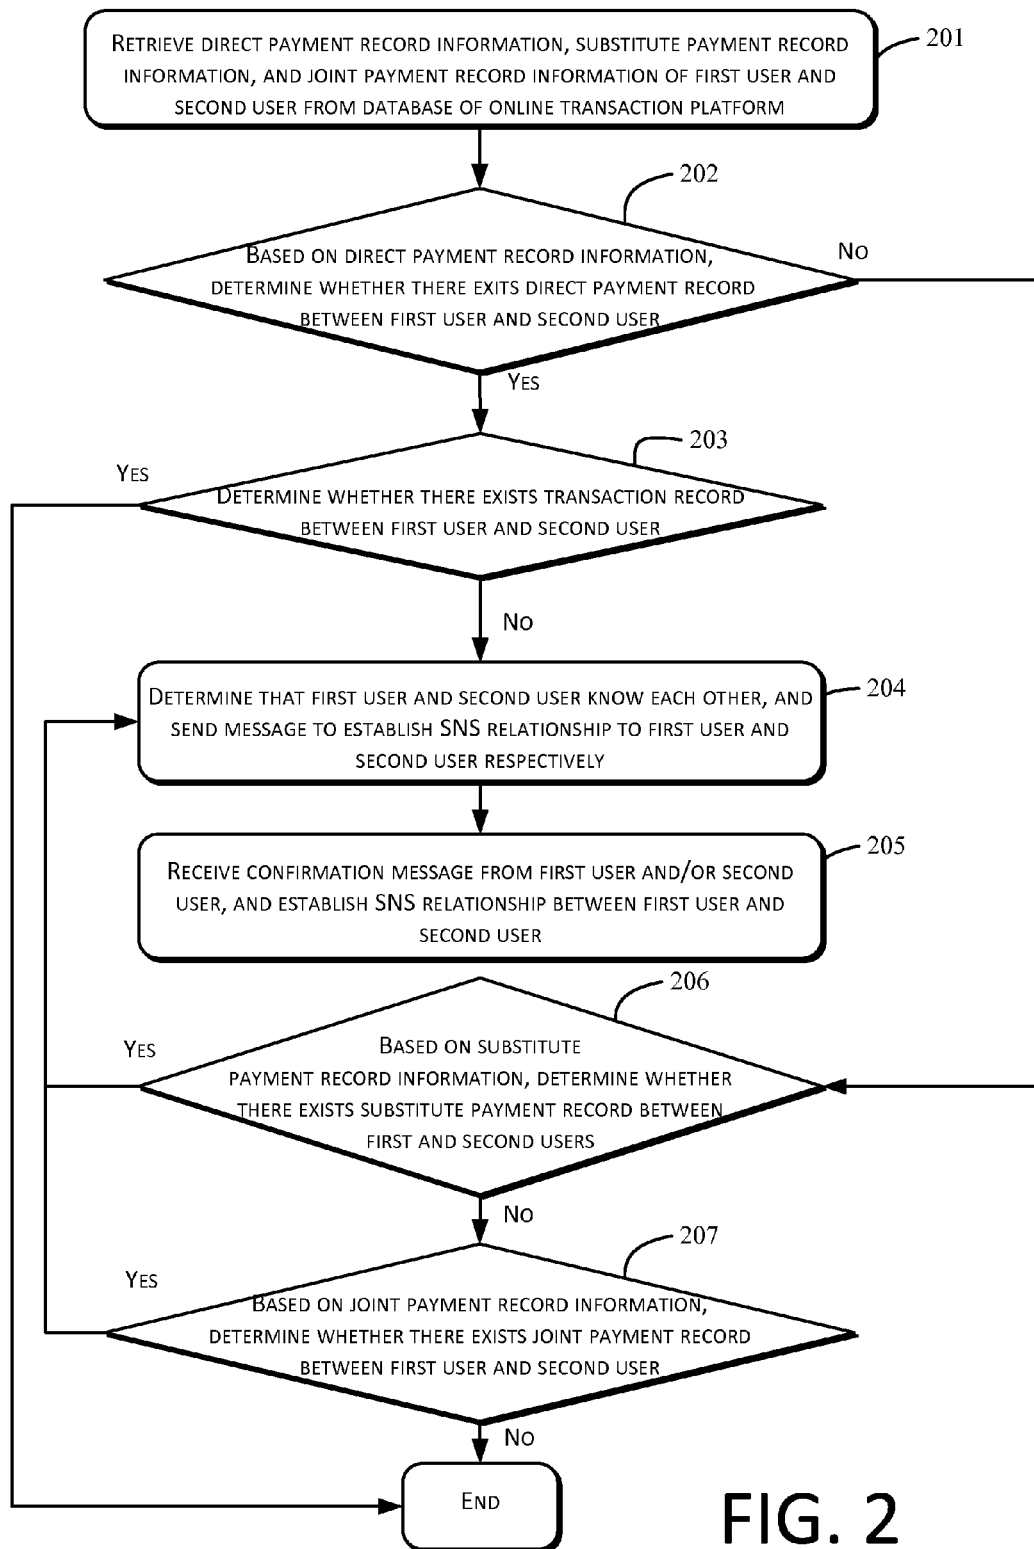 RETRIEVE DIRECT PAYMENT RECORD INFORMATION, SUBSTITUTE PAYMENT RECORD
INFORMATION, AND JOINT PAYMENT RECORD INFORMATION OF FIRST USER AND
SECOND USER FROM DATABASE OF ONLINE TRANSACTION PLATFORM
201
202
BASED ON DIRECT PAYMENT RECORD INFORMATION,
DETERMINE WHETHER THERE EXITS DIRECT PAYMENT RECORD
BETWEEN FIRST USER AND SECOND USER
NO
YES
203
YES
DETERMINE WHETHER THERE EXISTS TRANSACTION RECORD
BETWEEN FIRST USER AND SECOND USER
NO
204
DETERMINE THAT FIRST USER AND SECOND USER KNOW EACH OTHER, AND
SEND MESSAGE TO ESTABLISH SNS RELATIONSHIP TO FIRST USER AND
SECOND USER RESPECTIVELY
205
RECEIVE CONFIRMATION MESSAGE FROM FIRST USER AND/OR SECOND
USER, AND ESTABLISH SNS RELATIONSHIP BETWEEN FIRST USER AND
SECOND USER
206
YES
BASED ON SUBSTITUTE
PAYMENT RECORD INFORMATION, DETERMINE WHETHER
THERE EXISTS SUBSTITUTE PAYMENT RECORD BETWEEN
FIRST AND SECOND USERS
NO
207
YES
BASED ON JOINT PAYMENT RECORD INFORMATION,
DETERMINE WHETHER THERE EXISTS JOINT PAYMENT RECORD
BETWEEN FIRST USER AND SECOND USER
NO
END
FIG. 2